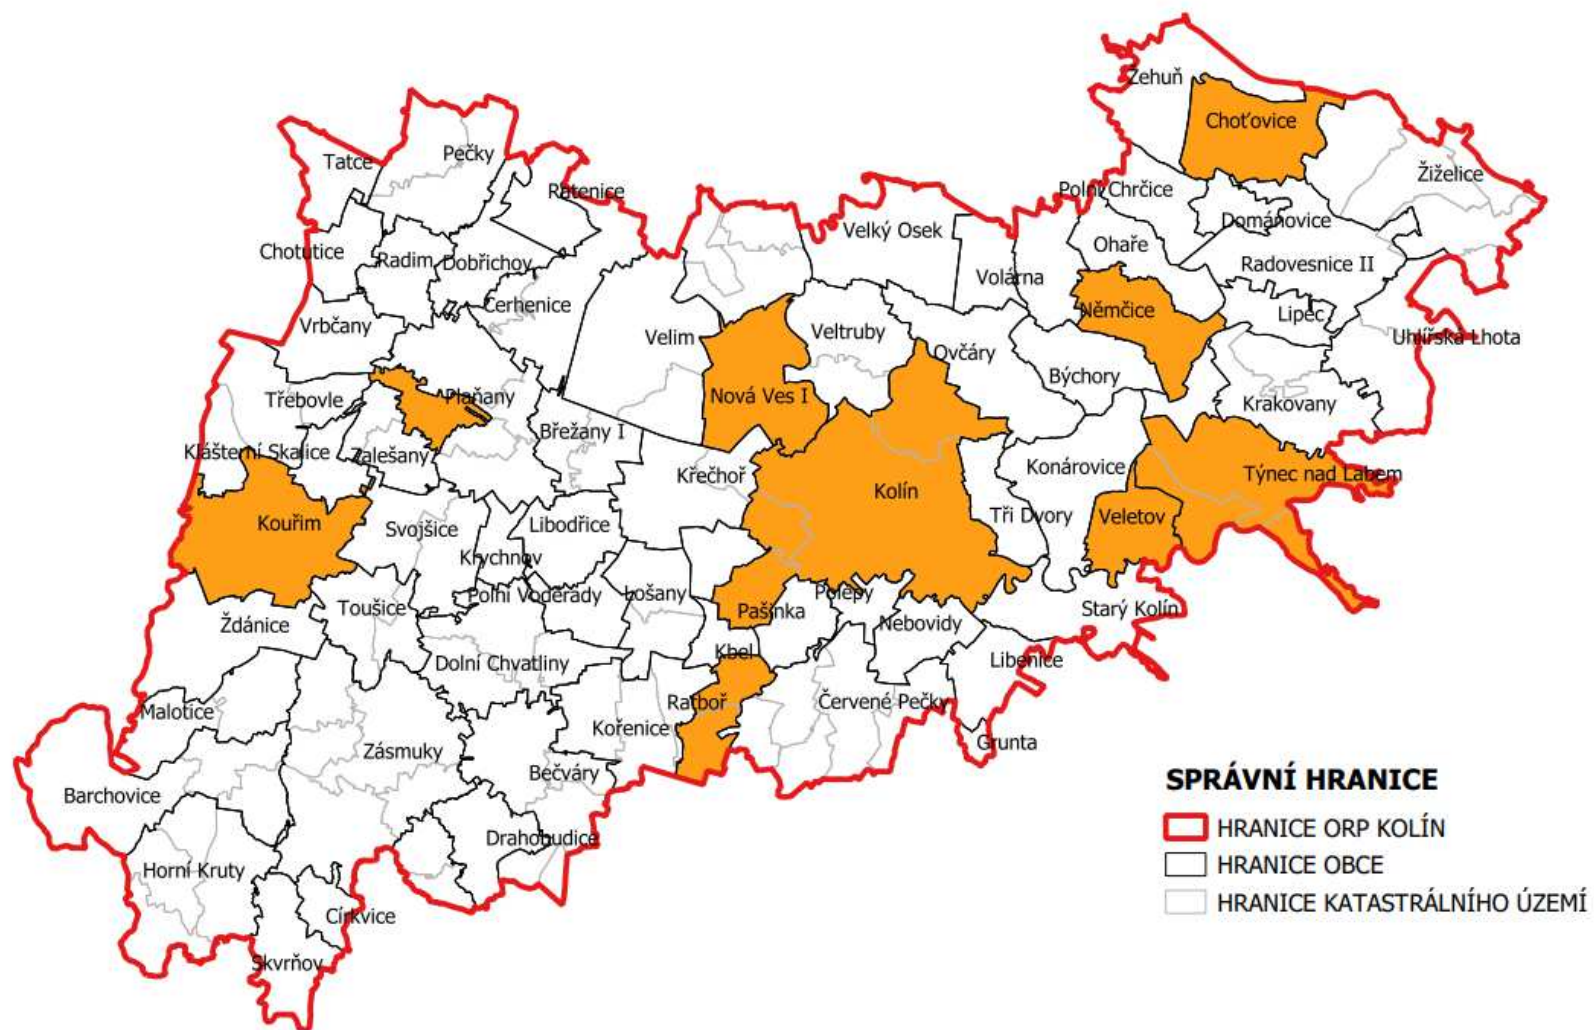 Žehuň
Choťovice
Tatce
Pečky
Žiželice
Ratenice
Polní Chrčice
Dománovice
Velký Osek
Ohaře
Chotutice
Radim
Dobřichov
Volárna
Radovesnice II
Cerhenice
Němčice
Lipec
Vrbčany
Velim
Veltruby
Ovčáry
Uhlířská Lhota
Býchory
Třebovle
Plaňany
Nová Ves I
Krakovany
Břežany I
Klášterní Skalice
Zalešany
Křečhoř
Konárovice
Týnec nad Labem
Kolín
Kouřim
Svojšice
Libodřice
Tři Dvory
Veletov
Krychnov
Polní Voděrady
Lošany
Polepy
Toušice
Pašinka
Starý Kolín
Ždánice
Nebovidy
Kbel
Dolní Chvatliny
Libenice
Malotice
Ratboř
Červené Pečky
Kořenice
Zásmuky
Grunta
Bečváry
Barchovice
Drahobudice
Horní Kruty
Církvice
Skvrňov
SPRÁVNÍ HRANICE
HRANICE ORP KOLÍN
HRANICE OBCE
HRANICE KATASTRÁLNÍHO ÚZEMÍ